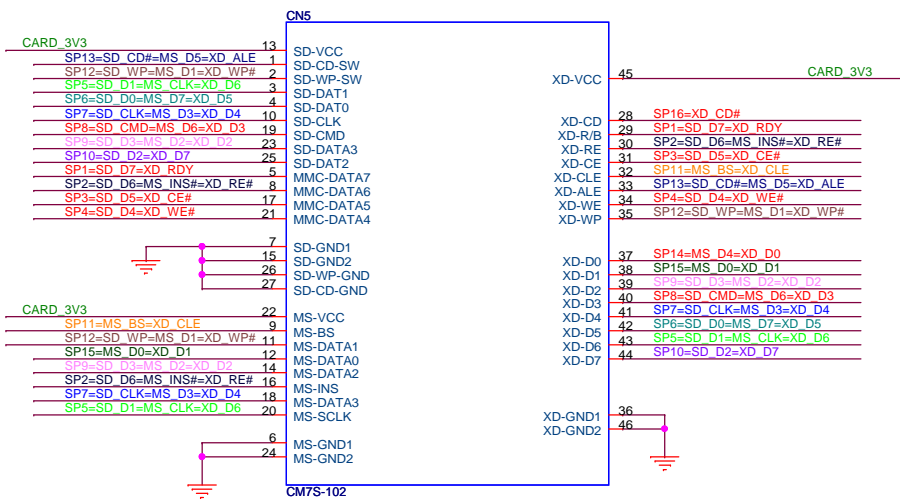 CN5
CARD_3V3 13 SD-VCC
SP13=SD_CD#=MS_D5=XD_ALE 1 SD-CD-SW
SP12=SD_WP=MS_D1=XD_WP# 2 SD-WP-SW
SP5=SD_D1=MS_CLK=XD_D6 3 SD-DAT1
SP6=SD_D0=MS_D7=XD_D5 4 SD-DAT0
SP7=SD_CLK=MS_D3=XD_D4 10 SD-CLK
SP8=SD_CMD=MS_D6=XD_D3 19 SD-CMD
SP9=SD_D3=MS_D2=XD_D2 23 SD-DATA3
SP10=SD_D2=XD_D7 25 SD-DAT2
SP1=SD_D7=XD_RDY 5 MMC-DATA7
SP2=SD_D6=MS_INS#=XD_RE# 8 MMC-DATA6
SP3=SD_D5=XD_CE# 17 MMC-DATA5
SP4=SD_D4=XD_WE# 21 MMC-DATA4
7 SD-GND1
15 SD-GND2
26 SD-WP-GND
27 SD-CD-GND
CARD_3V3 22 MS-VCC
SP11=MS_BS=XD_CLE 9 MS-BS
SP12=SD_WP=MS_D1=XD_WP# 11 MS-DATA1
SP15=MS_D0=XD_D1 12 MS-DATA0
SP9=SD_D3=MS_D2=XD_D2 14 MS-DATA2
SP2=SD_D6=MS_INS#=XD_RE# 16 MS-INS
SP7=SD_CLK=MS_D3=XD_D4 18 MS-DATA3
SP5=SD_D1=MS_CLK=XD_D6 20 MS-SCLK
6 MS-GND1
24 MS-GND2
XD-VCC 45 CARD_3V3
XD-CD 28 SP16=XD_CD#
XD-R/B 29 SP1=SD_D7=XD_RDY
XD-RE 30 SP2=SD_D6=MS_INS#=XD_RE#
XD-CE 31 SP3=SD_D5=XD_CE#
XD-CLE 32 SP11=MS_BS=XD_CLE
XD-ALE 33 SP13=SD_CD#=MS_D5=XD_ALE
XD-WE 34 SP4=SD_D4=XD_WE#
XD-WP 35 SP12=SD_WP=MS_D1=XD_WP#
XD-D0 37 SP14=MS_D4=XD_D0
XD-D1 38 SP15=MS_D0=XD_D1
XD-D2 39 SP9=SD_D3=MS_D2=XD_D2
XD-D3 40 SP8=SD_CMD=MS_D6=XD_D3
XD-D4 41 SP7=SD_CLK=MS_D3=XD_D4
XD-D5 42 SP6=SD_D0=MS_D7=XD_D5
XD-D6 43 SP5=SD_D1=MS_CLK=XD_D6
XD-D7 44 SP10=SD_D2=XD_D7
XD-GND1 36
XD-GND2 46
CM7S-102